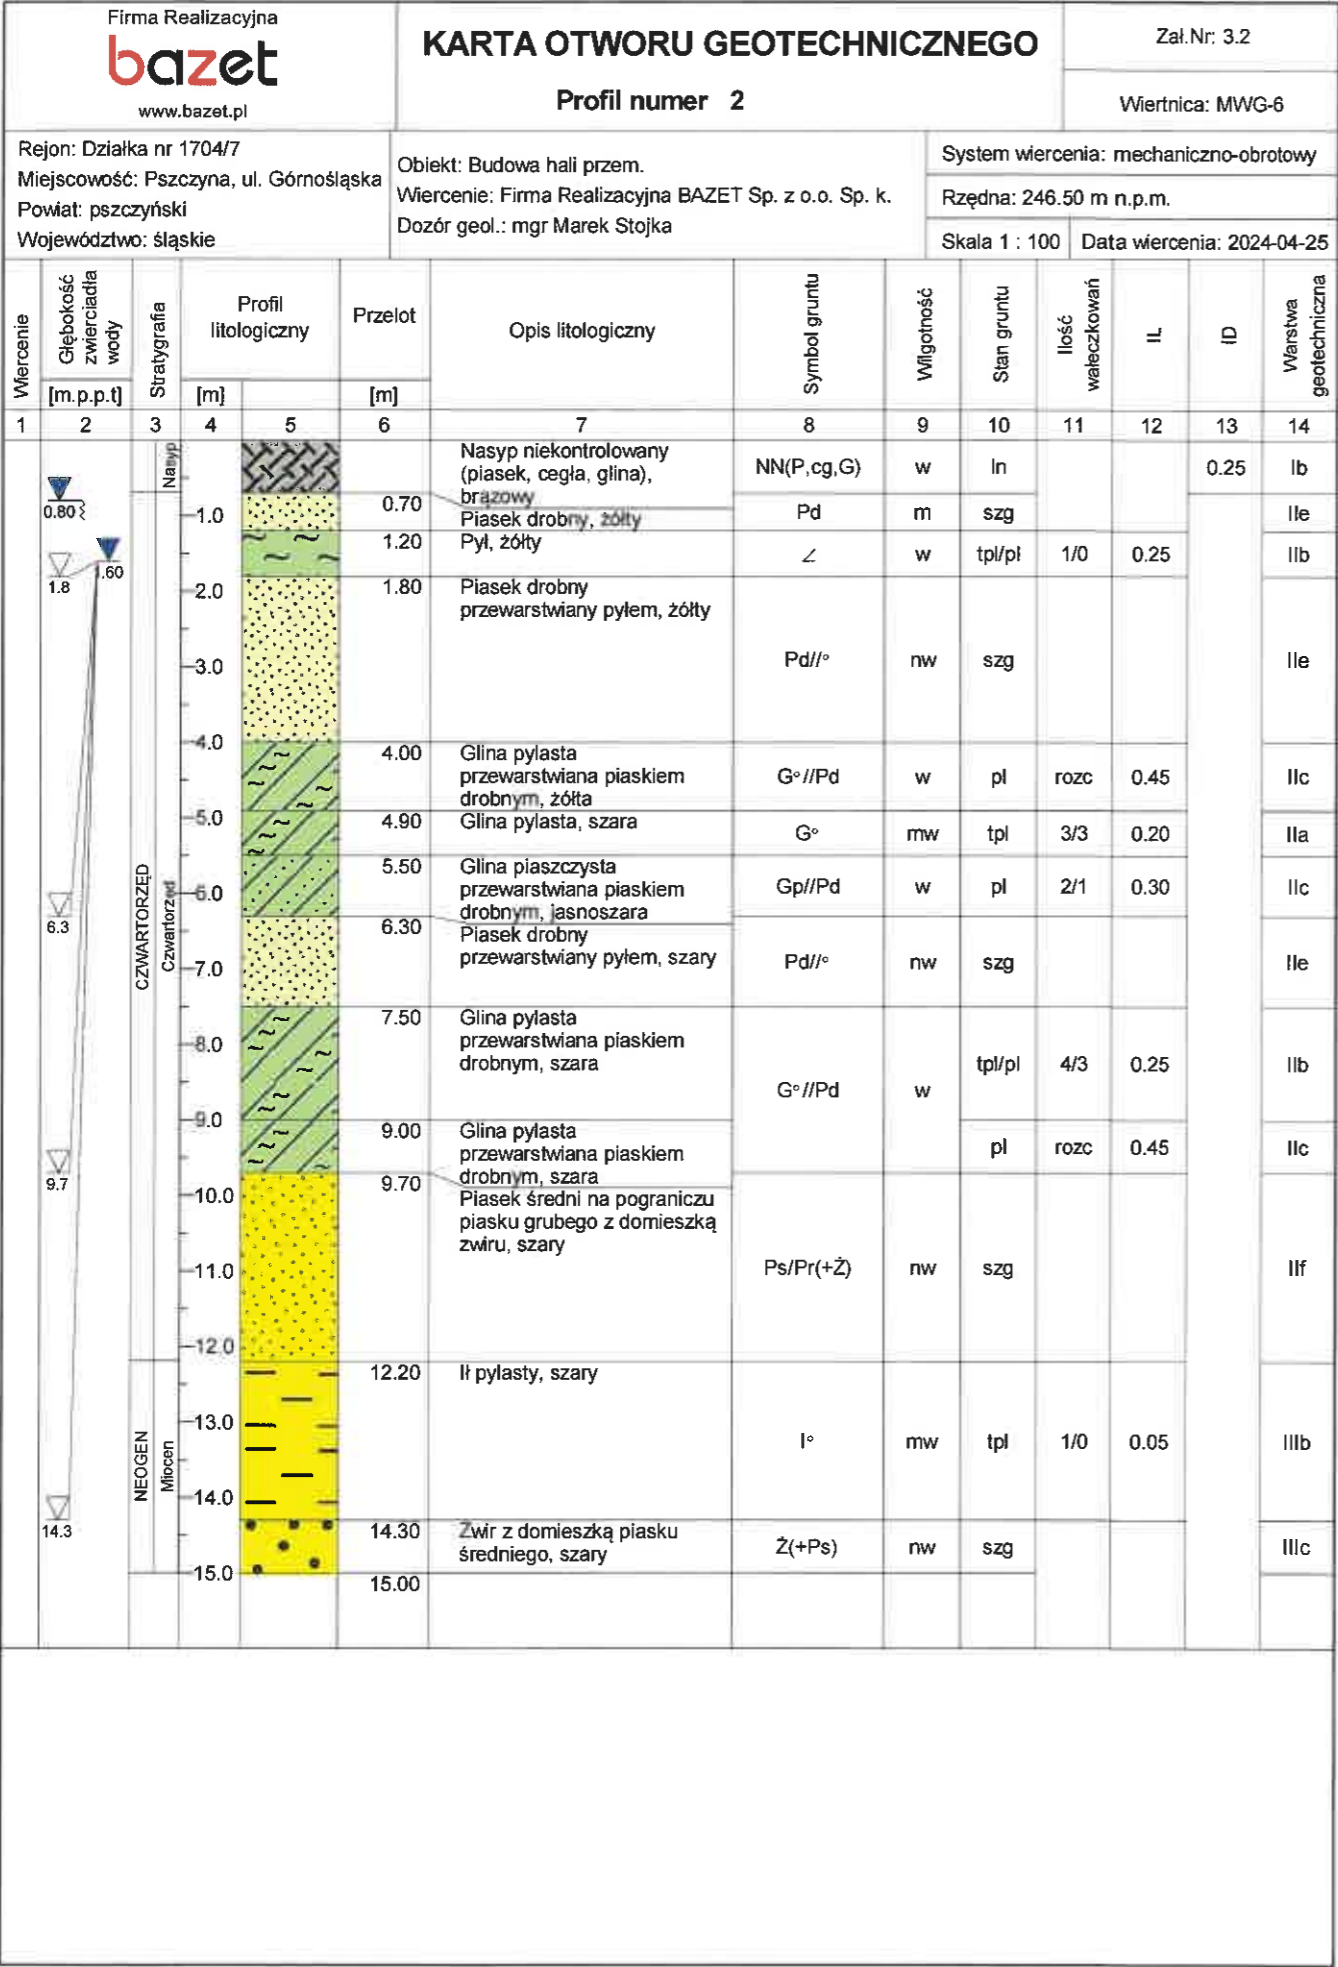 Firma Realizacyjna
bazet
www.bazet.pl
KARTA OTWORU GEOTECHNICZNEGO
Profil numer 2
Zał.Nr: 3.2
Wiertnica: MWG-6
Rejon: Działka nr 1704/7
Miejscowość: Pszczyna, ul. Górnośląska
Powiat: pszczyński
Województwo: śląskie
Obiekt: Budowa hali przem.
Wiercenie: Firma Realizacyjna BAZET Sp. z o.o. Sp. k.
Dozór geol.: mgr Marek Stojka
System wiercenia: mechaniczno-obrotowy
Rzędna: 246.50 m n.p.m.
Skala 1 : 100 Data wiercenia: 2024-04-25
Wiercenie
Głębokość zwierciadła wody
[m.p.p.t]
Stratygrafia
Profil litologiczny
[m]
Przelot
[m]
Opis litologiczny
Symbol gruntu
Wilgotność
Stan gruntu
Ilość wałeczkowań
IL
ID
Warstwa geotechniczna
1 2 3 4 5 6 7 8 9 10 11 12 13 14
Nasyp
Nasyp niekontrolowany
(piasek, cegła, glina),
brązowy
NN(P,cg,G) w ln 0.25 Ib
0.80
1.0
0.70
Piasek drobny, żółty
Pd m szg IIe
1.20 Pył, żółty
∠ w tpl/pl 1/0 0.25 IIb
1.8
1.60
2.0
1.80 Piasek drobny
przewarstwiany pyłem, żółty
3.0
Pd//° nw szg IIe
4.0
4.00 Glina pylasta
przewarstwiana piaskiem
drobnym, żółta
G°//Pd w pl rozc 0.45 IIc
5.0
4.90 Glina pylasta, szara
G° mw tpl 3/3 0.20 IIa
CZWARTORZĘD
Czwartorzęd
5.50 Glina piaszczysta
przewarstwiana piaskiem
drobnym, jasnoszara
6.0
Gp//Pd w pl 2/1 0.30 IIc
6.3
6.30 Piasek drobny
przewarstwiany pyłem, szary
7.0
Pd//° nw szg IIe
7.50 Glina pylasta
przewarstwiana piaskiem
drobnym, szara
8.0
tpl/pl 4/3 0.25 IIb
G°//Pd w
9.0
9.00 Glina pylasta
przewarstwiana piaskiem
drobnym, szara
pl rozc 0.45 IIc
9.7
9.70
10.0
Piasek średni na pograniczu
piasku grubego z domieszką
zwiru, szary
11.0
Ps/Pr(+Ż) nw szg IIf
12.0
12.20 Ił pylasty, szary
13.0
NEOGEN
Miocen
I° mw tpl 1/0 0.05 IIIb
14.0
14.3
14.30 Żwir z domieszką piasku
średniego, szary
Ż(+Ps) nw szg IIIc
15.0
15.00